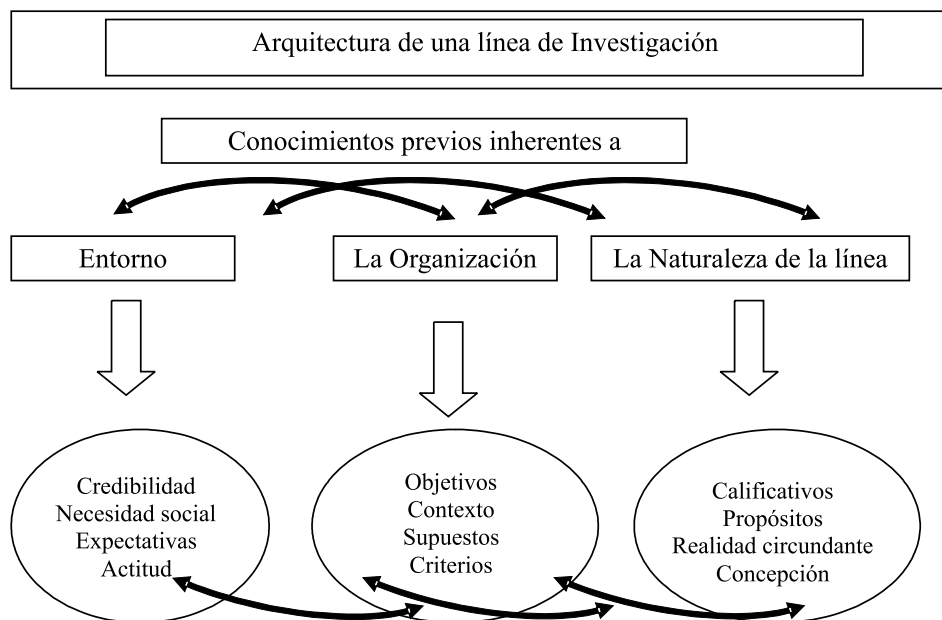 Arquitectura de una línea de Investigación
Conocimientos previos inherentes a
Entorno
La Organización
La Naturaleza de la línea
Credibilidad
Necesidad social
Expectativas
Actitud
Objetivos
Contexto
Supuestos
Criterios
Calificativos
Propósitos
Realidad circundante
Concepción